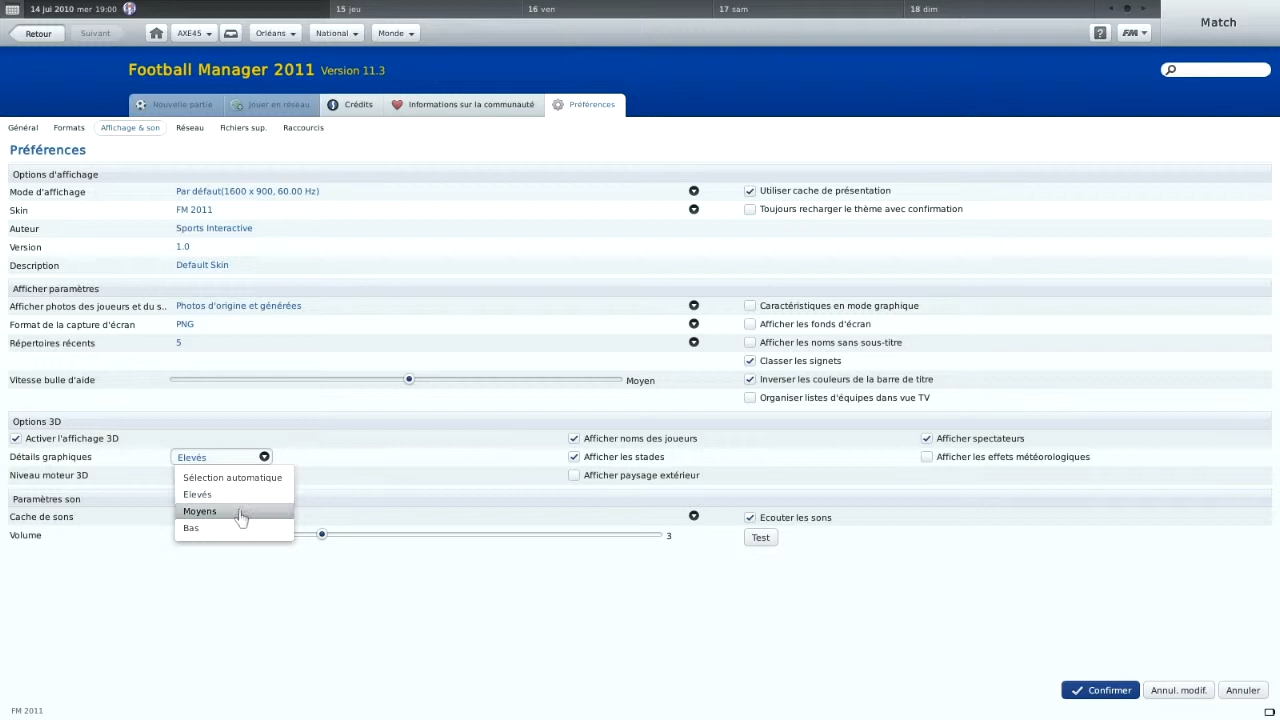 14 jul 2010 mer 19:00 15 jeu 16 ven 17 sam 18 dim
Match
Retour Suivant AXE45 Orléans National Monde ? FM
Football Manager 2011 Version 11.3
Nouvelle partie Jouer en réseau Crédits Informations sur la communauté Préférences
Général Formats Affichage & son Réseau Fichiers sup. Raccourcis
Préférences
Options d'affichage
Mode d'affichage Par défaut(1600 x 900, 60.00 Hz) Utiliser cache de présentation
Skin FM 2011 Toujours recharger le thème avec confirmation
Auteur Sports Interactive
Version 1.0
Description Default Skin
Afficher paramètres
Afficher photos des joueurs et du s.. Photos d'origine et générées Caractéristiques en mode graphique
Format de la capture d'écran PNG Afficher les fonds d'écran
Répertoires récents 5 Afficher les noms sans sous-titre
Classer les signets
Vitesse bulle d'aide Moyen Inverser les couleurs de la barre de titre
Organiser listes d'équipes dans vue TV
Options 3D
Activer l'affichage 3D Afficher noms des joueurs Afficher spectateurs
Détails graphiques Elevés Afficher les stades Afficher les effets météorologiques
Niveau moteur 3D Sélection automatique Afficher paysage extérieur
Elevés
Paramètres son
Moyens
Cache de sons Ecouter les sons
Bas
Volume 3 Test
Confirmer Annul. modif. Annuler
FM 2011